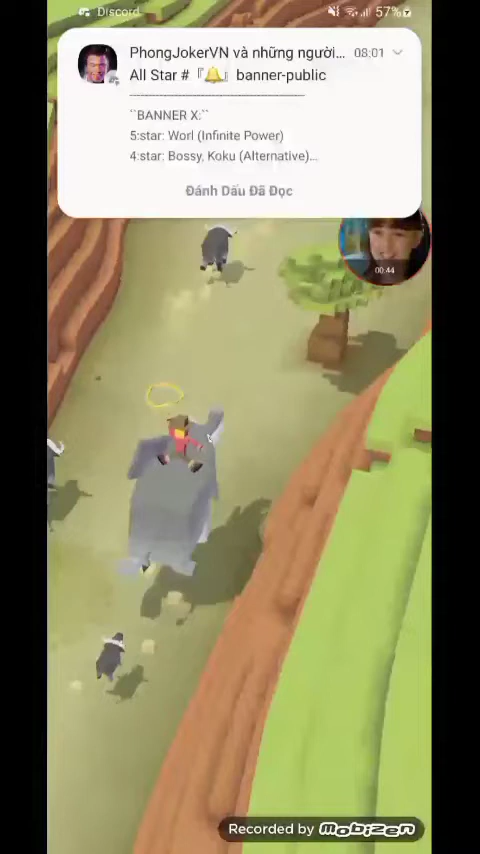 Discord
57%
PhongJokerVN và những người... 08:01
All Star #『🔔』banner-public
``BANNER X:``
5:star: Worl (Infinite Power)
4:star: Bossy, Koku (Alternative)...
Đánh Dấu Đã Đọc
00:44
Recorded by mobizen